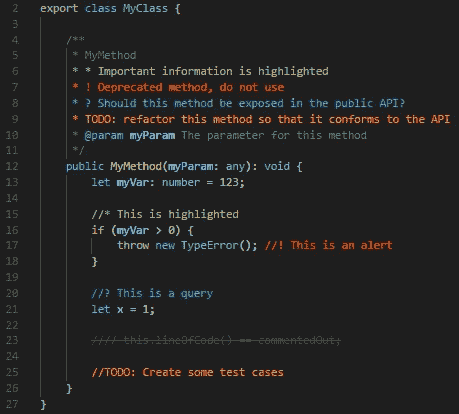 2 export class MyClass {
3
4 /**
5 * MyMethod
6 * * Important information is highlighted
7 * ! Deprecated method, do not use
8 * ? Should this method be exposed in the public API?
9 * TODO: refactor this method so that it conforms to the API
10 * @param myParam The parameter for this method
11 */
12 public MyMethod(myParam: any): void {
13 let myVar: number = 123;
14
15 //* This is highlighted
16 if (myVar > 0) {
17 throw new TypeError(); //! This is an alert
18 }
19
20 //? This is a query
21 let x = 1;
22
23 //// this.lineOfCode() == commentedOut;
24
25 //TODO: Create some test cases
26 }
27 }